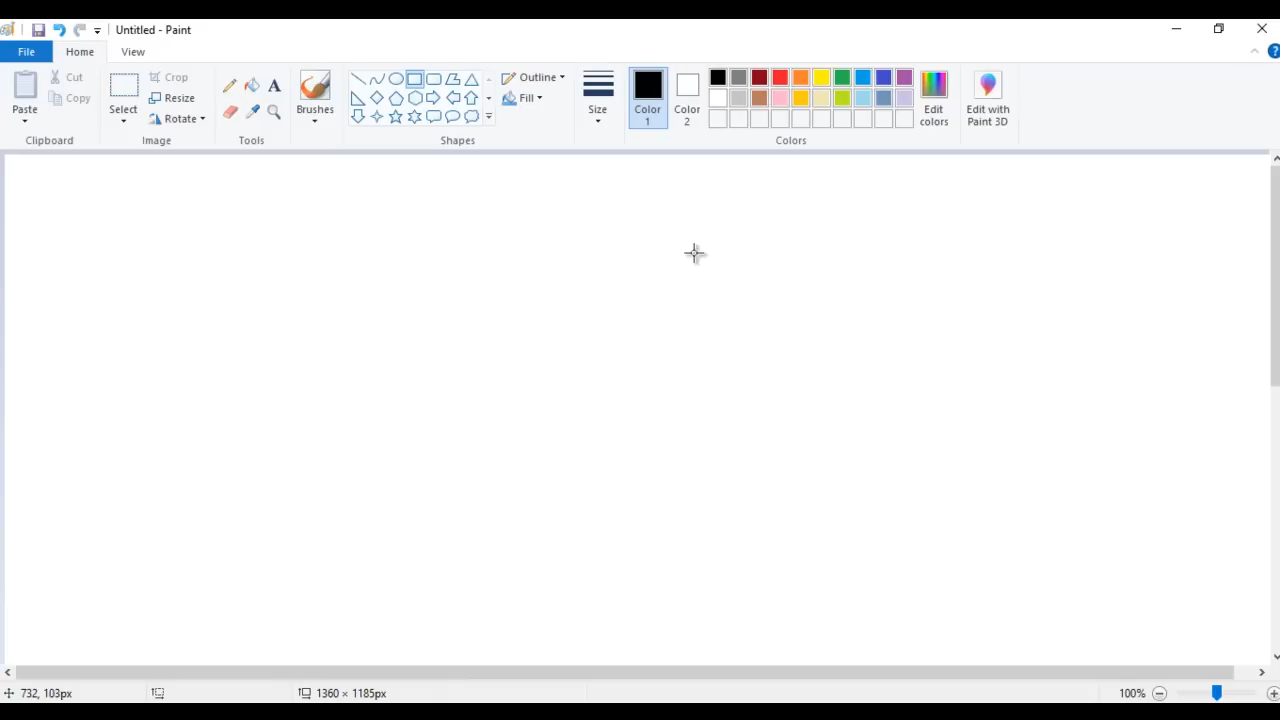 Untitled - Paint
File Home View
Paste Cut Copy Select Crop Resize Rotate Brushes Outline Fill Size Color 1 Color 2 Edit colors Edit with Paint 3D
Clipboard Image Tools Shapes Colors
732, 103px 1360 × 1185px 100%